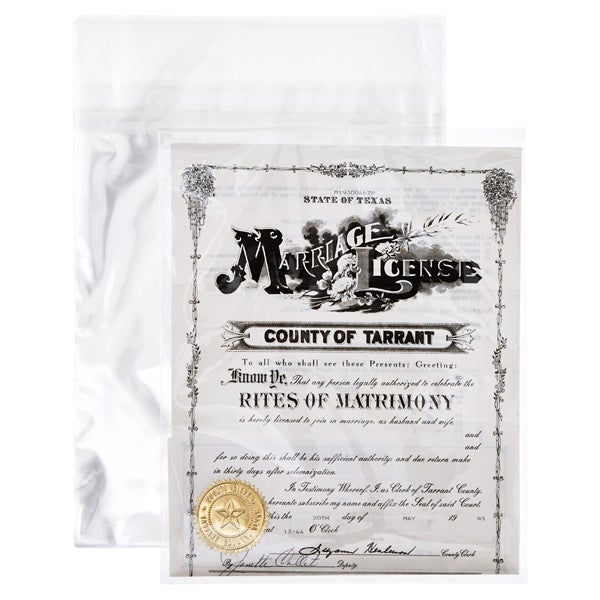 STATE OF TEXAS
MARRIAGE LICENSE
COUNTY OF TARRANT
To all who shall see these Presents; Greeting:
Know Ye, That any person legally authorized to celebrate the
RITES OF MATRIMONY
is hereby licensed to join in marriage, as husband and wife,
and
and
for so doing this shall be his sufficient authority; and due return make
in thirty days after solemnization.
In Testimony Whereof, I, as Clerk of Tarrant County,
hereunto subscribe my name and affix the Seal of said Court,
this the 20TH day of MAY 19 93
at O'Clock
County Clerk
By Deputy.